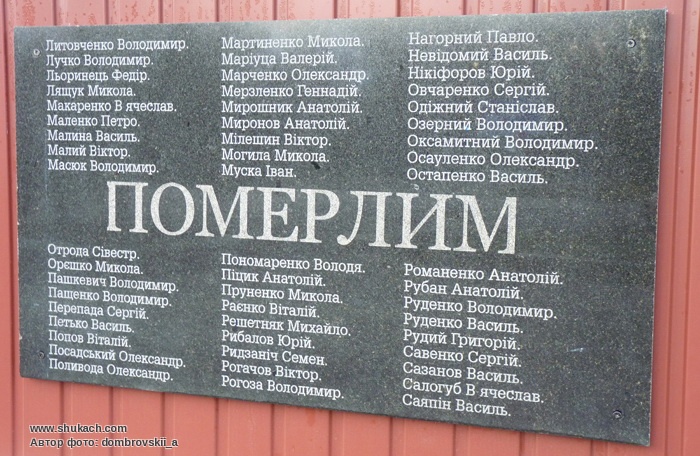 Литовченко Володимир.
Лучко Володимир.
Льоринець Федір.
Лящук Микола.
Макаренко В ячеслав.
Маленко Петро.
Малина Василь.
Малий Віктор.
Масюк Володимир.
Мартиненко Микола.
Маріуца Валерій.
Марченко Олександр.
Мерзленко Геннадій.
Мирошник Анатолій.
Миронов Анатолій.
Мілешин Віктор.
Могила Микола.
Муска Іван.
Нагорний Павло.
Невідомий Василь.
Нікіфоров Юрій.
Овчаренко Сергій.
Одіжний Станіслав.
Озерний Володимир.
Оксамитний Володимир.
Осауленко Олександр.
Остапенко Василь.
ПОМЕРЛИМ
Отрода Сівестр.
Орєшко Микола.
Пашкевич Володимир.
Пащенко Володимир.
Перепада Сергій.
Петько Василь.
Попов Віталій.
Посадський Олександр.
Поливода Олександр.
Пономаренко Володя.
Піцик Анатолій.
Пруненко Микола.
Раєнко Віталій.
Решетняк Михайло.
Рибалов Юрій.
Ридзаніч Семен.
Рогачов Віктор.
Рогоза Володимир.
Романенко Анатолій.
Рубан Анатолій.
Руденко Володимир.
Руденко Василь.
Рудий Григорій.
Савенко Сергій.
Сазанов Василь.
Салогуб В ячеслав.
Саяпін Василь.
www.shukach.com
Автор фото: dombrovskii_a